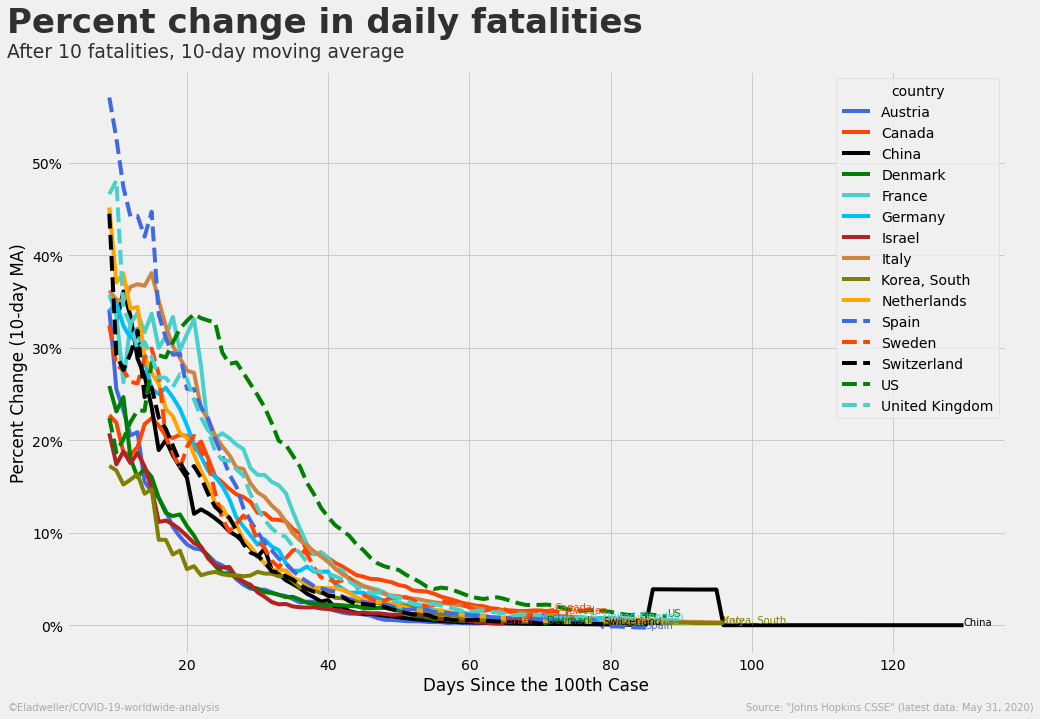 Percent change in daily fatalities
After 10 fatalities, 10-day moving average
country
Austria
Canada
China
Denmark
France
Germany
Israel
Italy
Korea, South
Netherlands
Spain
Sweden
Switzerland
US
United Kingdom
Percent Change (10-day MA)
50%
40%
30%
20%
10%
0%
Canada
Sweden
US
Denmark
Switzerland
Spain
Korea, South
China
20
40
60
80
100
120
Days Since the 100th Case
©Eladweller/COVID-19-worldwide-analysis
Source: "Johns Hopkins CSSE" (latest data: May 31, 2020)